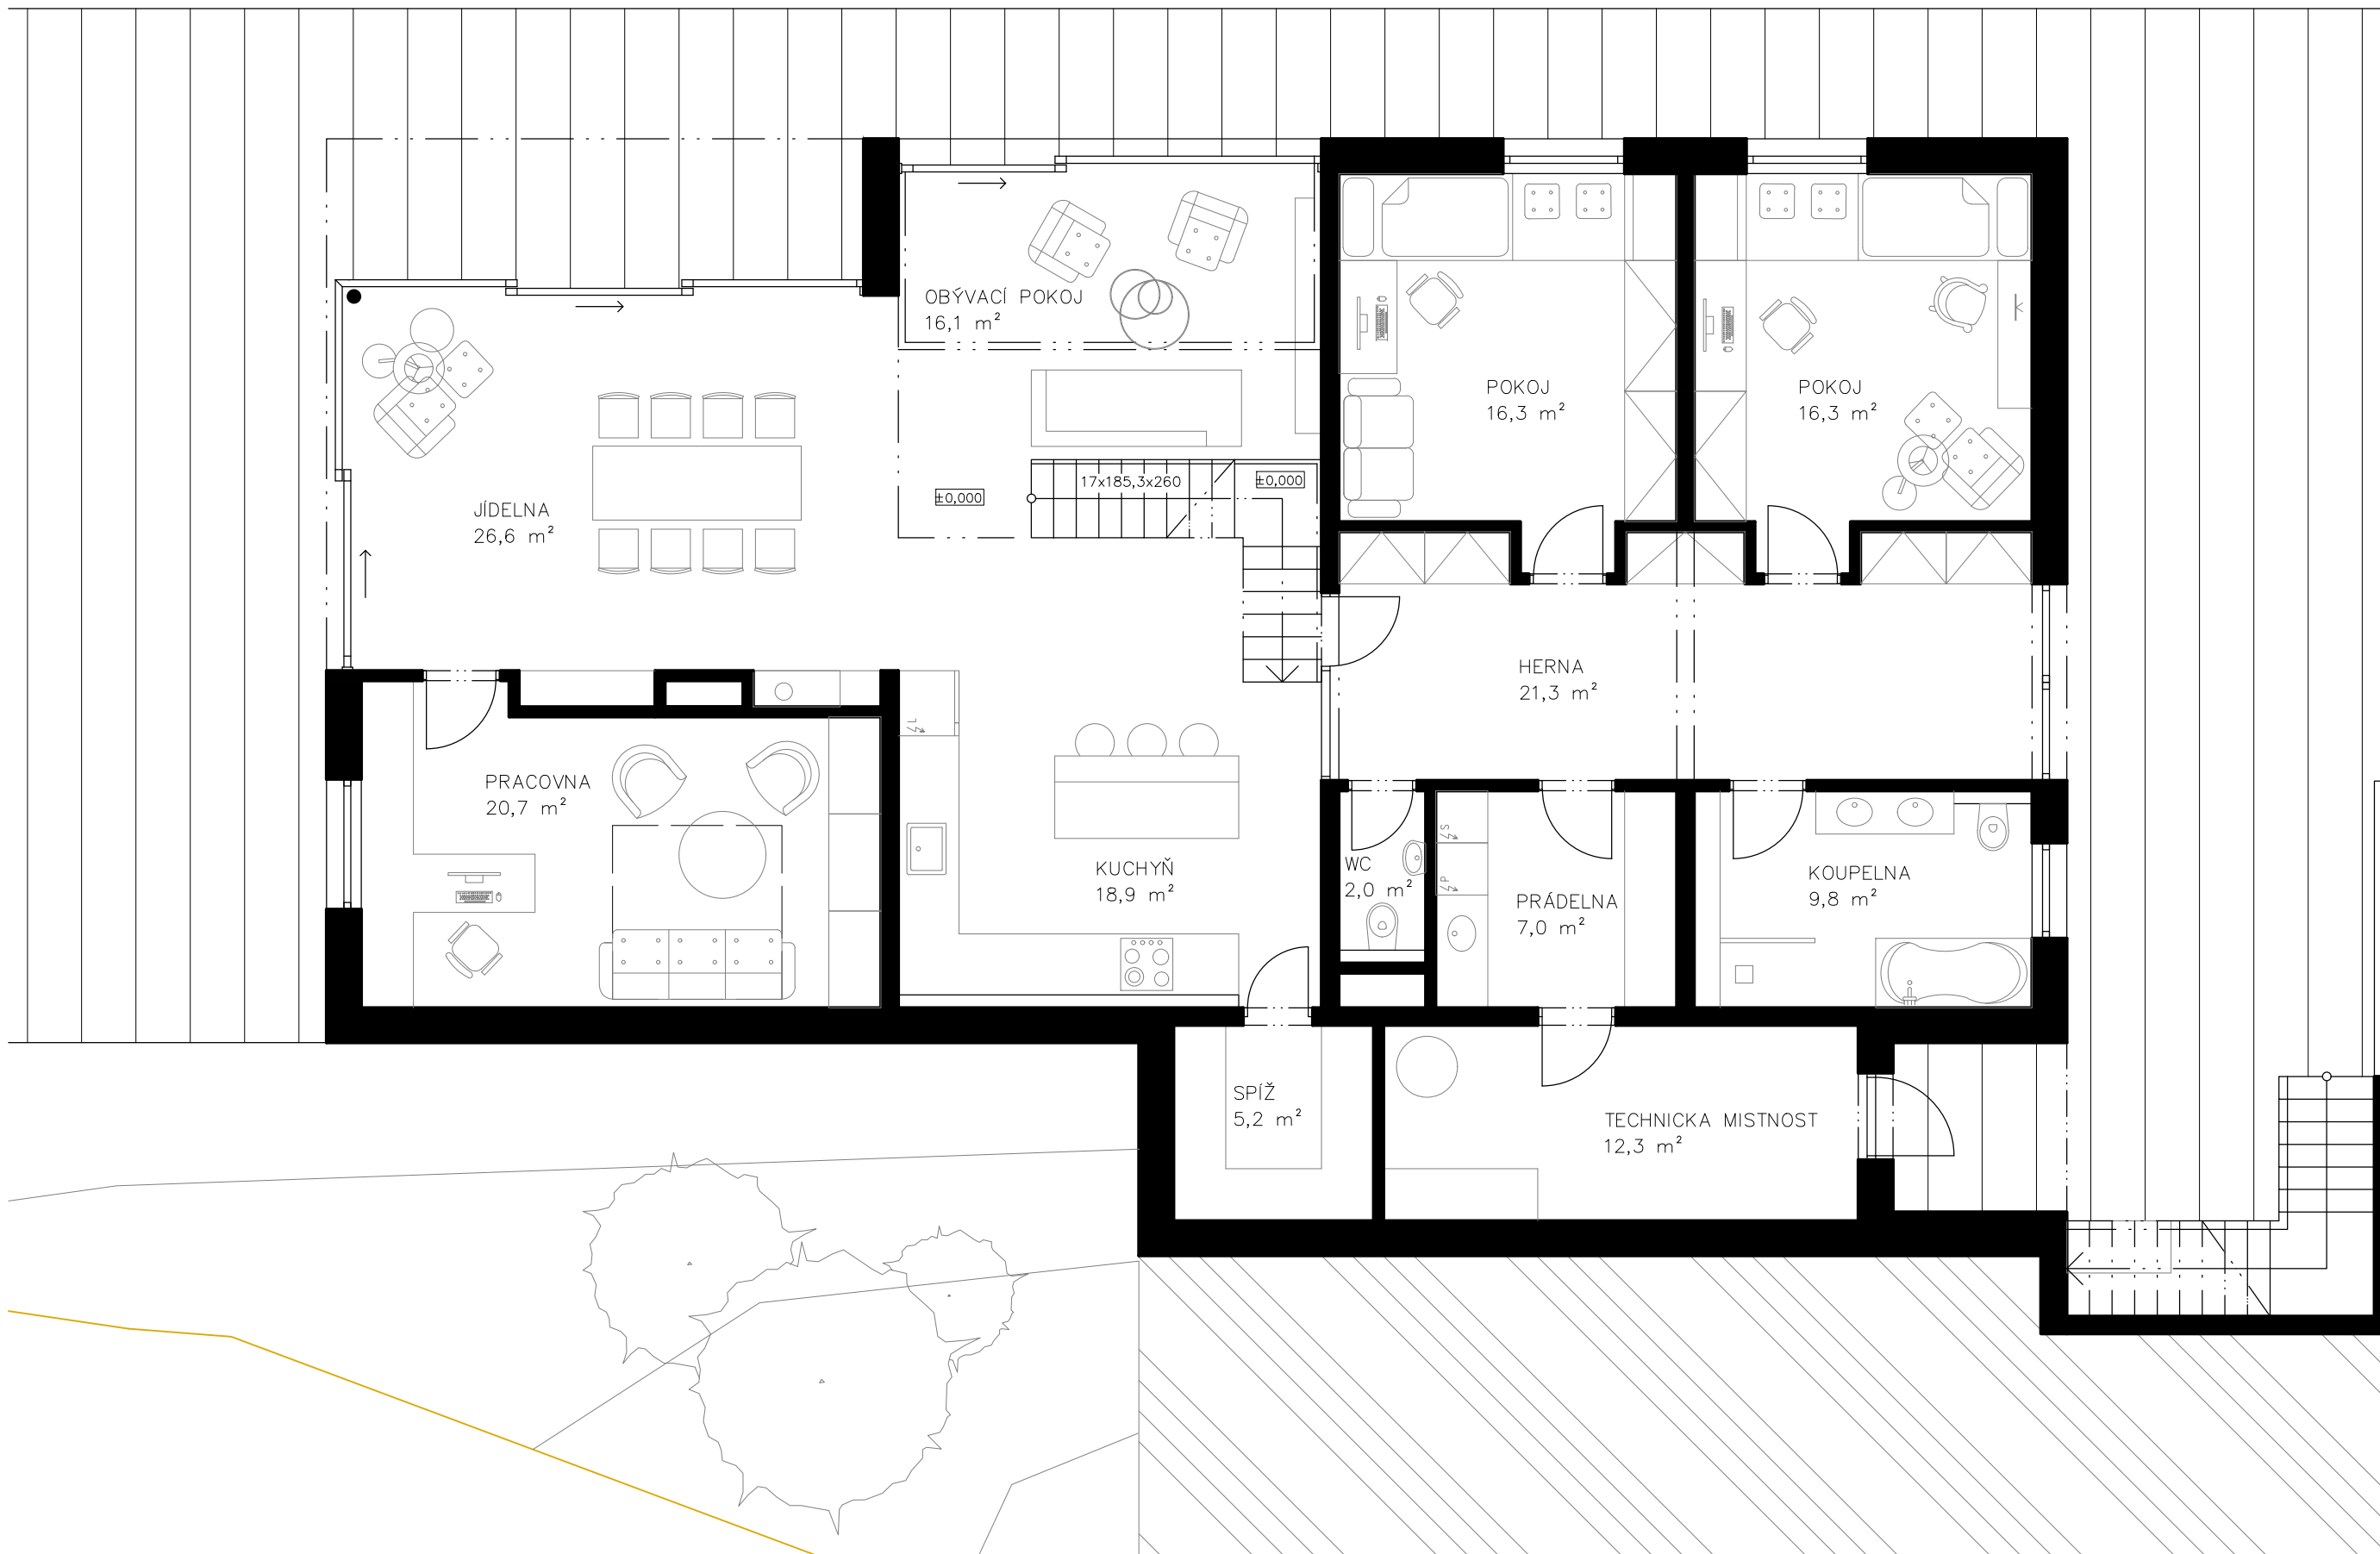 OBÝVACÍ POKOJ
16,1 m²
POKOJ
16,3 m²
POKOJ
16,3 m²
17x185,3x260
±0,000
±0,000
JÍDELNA
26,6 m²
HERNA
21,3 m²
L
PRACOVNA
20,7 m²
KUCHYŇ
18,9 m²
WC
2,0 m²
S
P
PRÁDELNA
7,0 m²
KOUPELNA
9,8 m²
SPÍŽ
5,2 m²
TECHNICKA MISTNOST
12,3 m²